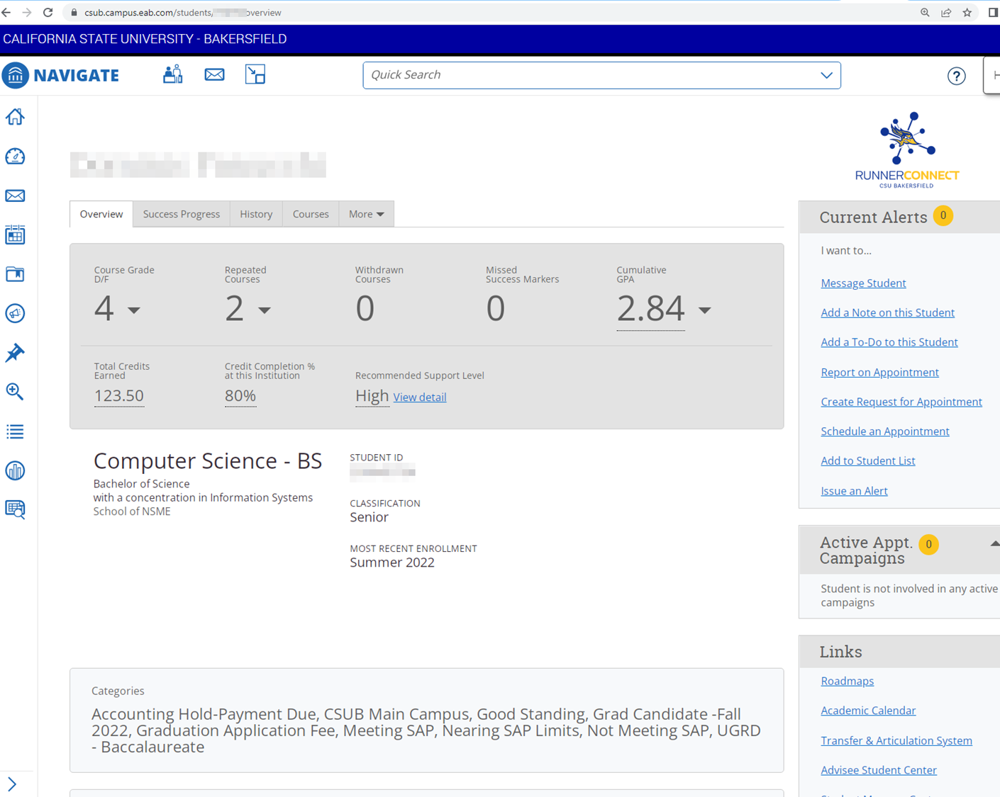 csub.campus.eab.com/students/ overview
CALIFORNIA STATE UNIVERSITY - BAKERSFIELD
NAVIGATE
Quick Search
?
RUNNERCONNECT
CSU BAKERSFIELD
Overview
Success Progress
History
Courses
More
Course Grade
D/F
4
Repeated
Courses
2
Withdrawn
Courses
0
Missed
Success Markers
0
Cumulative
GPA
2.84
Total Credits
Earned
123.50
Credit Completion %
at this Institution
80%
Recommended Support Level
High View detail
Computer Science - BS
Bachelor of Science
with a concentration in Information Systems
School of NSME
STUDENT ID
CLASSIFICATION
Senior
MOST RECENT ENROLLMENT
Summer 2022
Categories
Accounting Hold-Payment Due, CSUB Main Campus, Good Standing, Grad Candidate -Fall
2022, Graduation Application Fee, Meeting SAP, Nearing SAP Limits, Not Meeting SAP, UGRD
- Baccalaureate
Current Alerts 0
I want to...
Message Student
Add a Note on this Student
Add a To-Do to this Student
Report on Appointment
Create Request for Appointment
Schedule an Appointment
Add to Student List
Issue an Alert
Active Appt. 0
Campaigns
Student is not involved in any active
campaigns
Links
Roadmaps
Academic Calendar
Transfer & Articulation System
Advisee Student Center